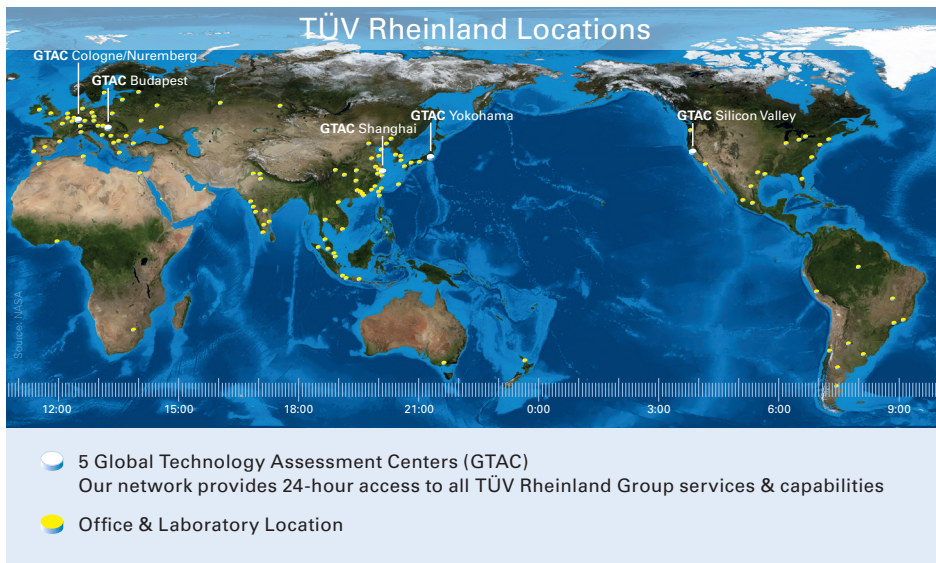 TÜV Rheinland Locations
GTAC Cologne/Nuremberg
GTAC Budapest
GTAC Shanghai
GTAC Yokohama
GTAC Silicon Valley
Source: NASA
12:00 15:00 18:00 21:00 0:00 3:00 6:00 9:00
5 Global Technology Assessment Centers (GTAC)
Our network provides 24-hour access to all TÜV Rheinland Group services & capabilities
Office & Laboratory Location